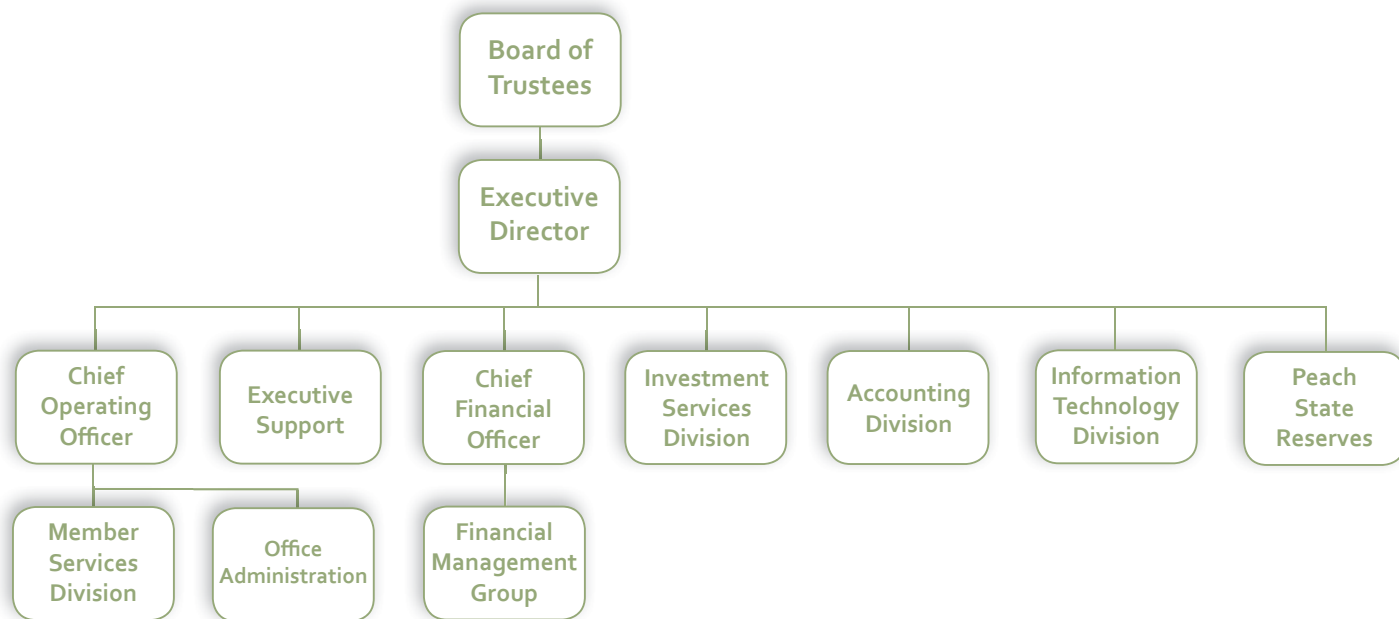 Board of
Trustees
Executive
Director
Chief
Operating
Officer
Executive
Support
Chief
Financial
Officer
Investment
Services
Division
Accounting
Division
Information
Technology
Division
Peach
State
Reserves
Member
Services
Division
Office
Administration
Financial
Management
Group